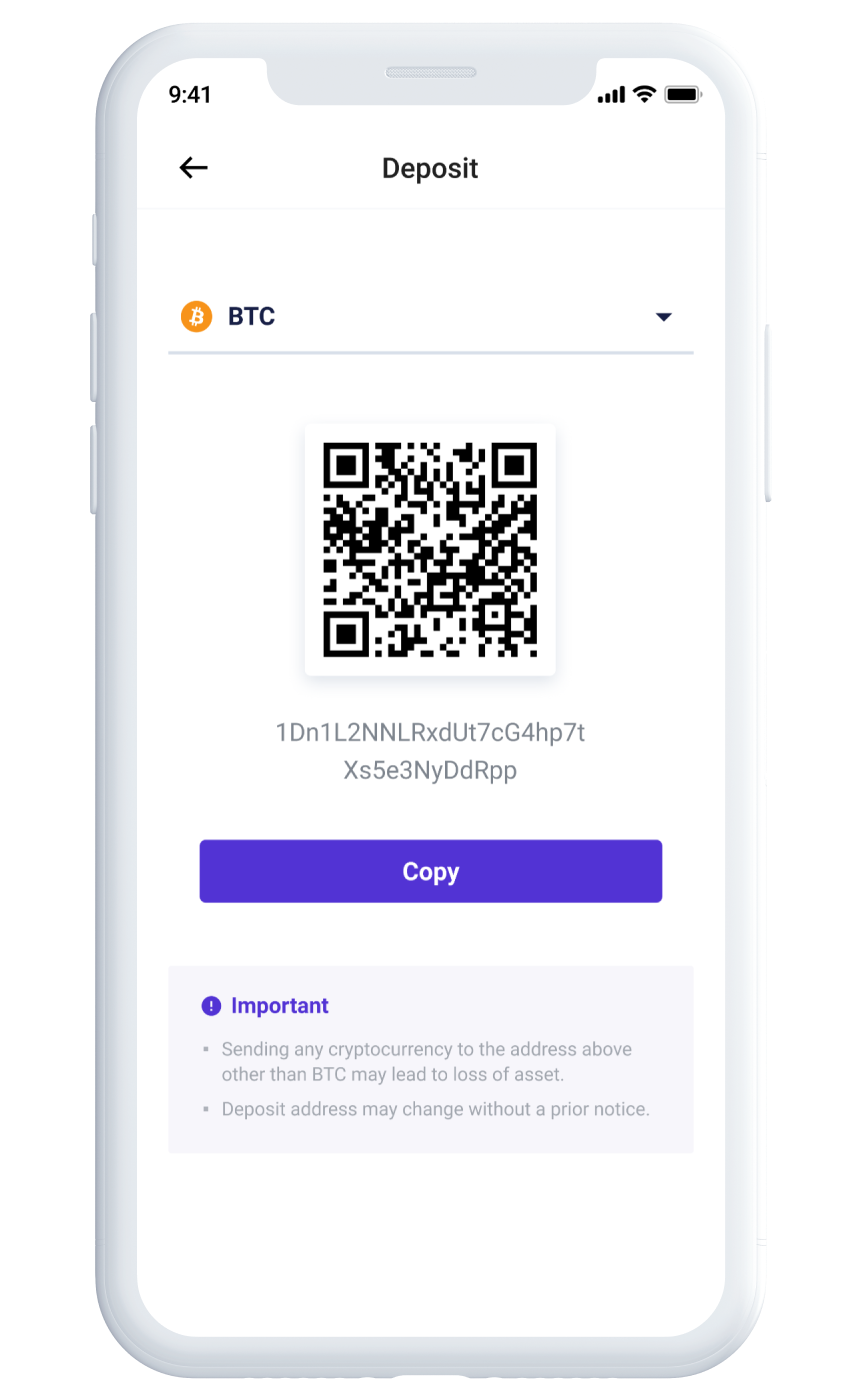 9:41
Deposit
BTC
1Dn1L2NNLRxdUt7cG4hp7t
Xs5e3NyDdRpp
Copy
Important
Sending any cryptocurrency to the address above
other than BTC may lead to loss of asset.
Deposit address may change without a prior notice.